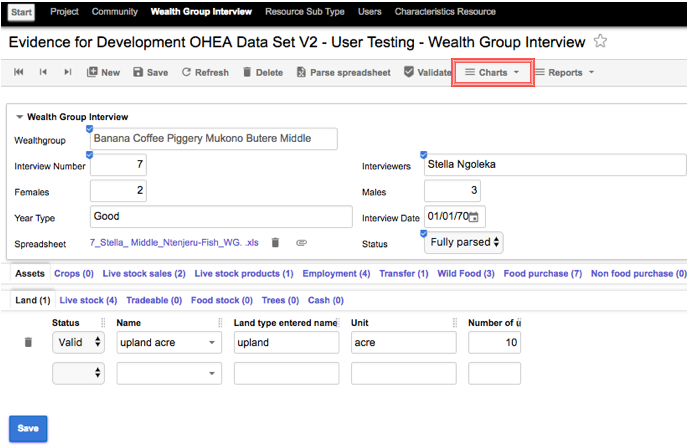 Start Project Community Wealth Group Interview Resource Sub Type Users Characteristics Resource
Evidence for Development OHEA Data Set V2 - User Testing - Wealth Group Interview
New Save Refresh Delete Parse spreadsheet Validate Charts Reports
Wealth Group Interview
Wealthgroup Banana Coffee Piggery Mukono Butere Middle
Interview Number 7 Interviewers Stella Ngoleka
Females 2 Males 3
Year Type Good Interview Date 01/01/70
Spreadsheet 7_Stella_ Middle_Ntenjeru-Fish_WG. .xls Status Fully parsed
Assets Crops (0) Live stock sales (2) Live stock products (1) Employment (4) Transfer (1) Wild Food (3) Food purchase (7) Non food purchase (0)
Land (1) Live stock (4) Tradeable (0) Food stock (0) Trees (0) Cash (0)
Status Name Land type entered name Unit Number of u
Valid upland acre upland acre 10
Save